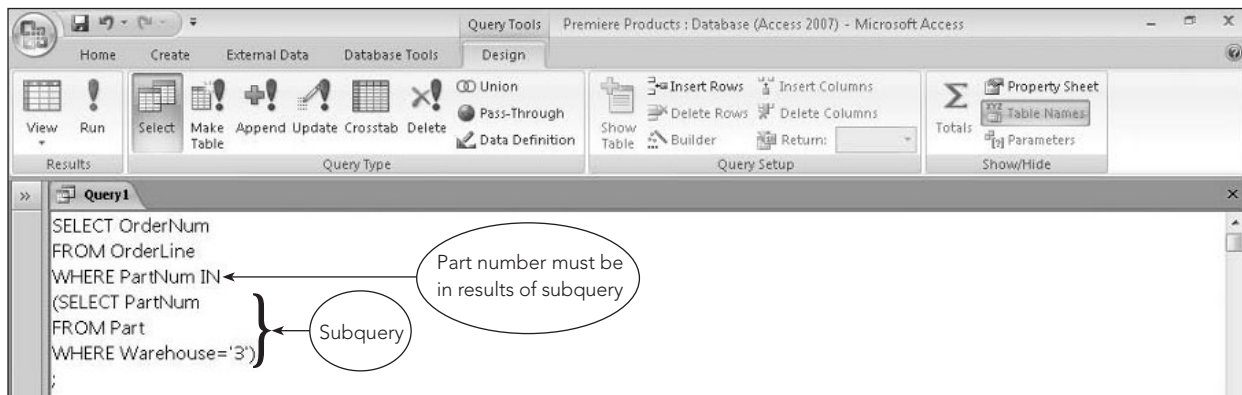 Query Tools Premiere Products : Database (Access 2007) - Microsoft Access
Home Create External Data Database Tools Design
View Run Select Make Table Append Update Crosstab Delete
Union
Pass-Through
Data Definition
Show Table
Insert Rows
Delete Rows
Builder
Insert Columns
Delete Columns
Return:
Totals
Property Sheet
XYZ Table Names
[?] Parameters
Results Query Type Query Setup Show/Hide
» Query1
SELECT OrderNum
FROM OrderLine
WHERE PartNum IN
(SELECT PartNum
FROM Part
WHERE Warehouse='3')
;
Part number must be
in results of subquery
Subquery